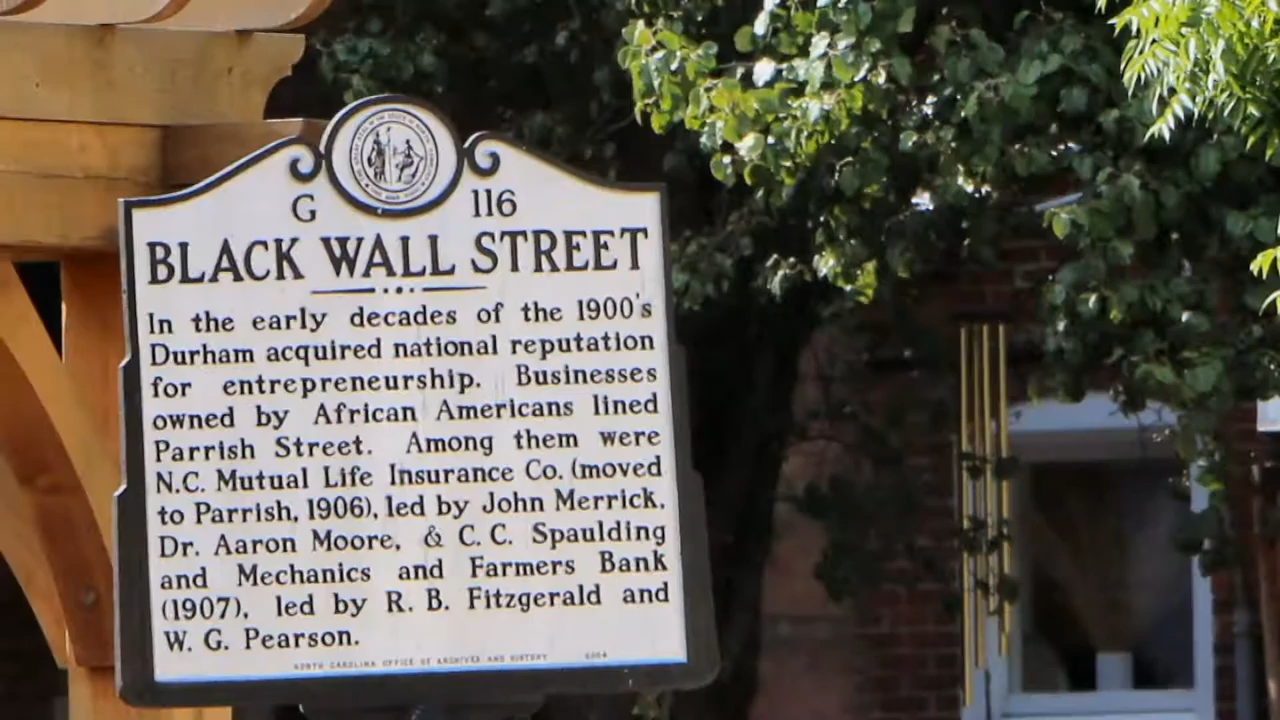 G 116
BLACK WALL STREET
In the early decades of the 1900's
Durham acquired national reputation
for entrepreneurship. Businesses
owned by African Americans lined
Parrish Street. Among them were
N.C. Mutual Life Insurance Co. (moved
to Parrish, 1906), led by John Merrick,
Dr. Aaron Moore, & C. C. Spaulding
and Mechanics and Farmers Bank
(1907), led by R. B. Fitzgerald and
W. G. Pearson.
NORTH CAROLINA OFFICE OF ARCHIVES AND HISTORY